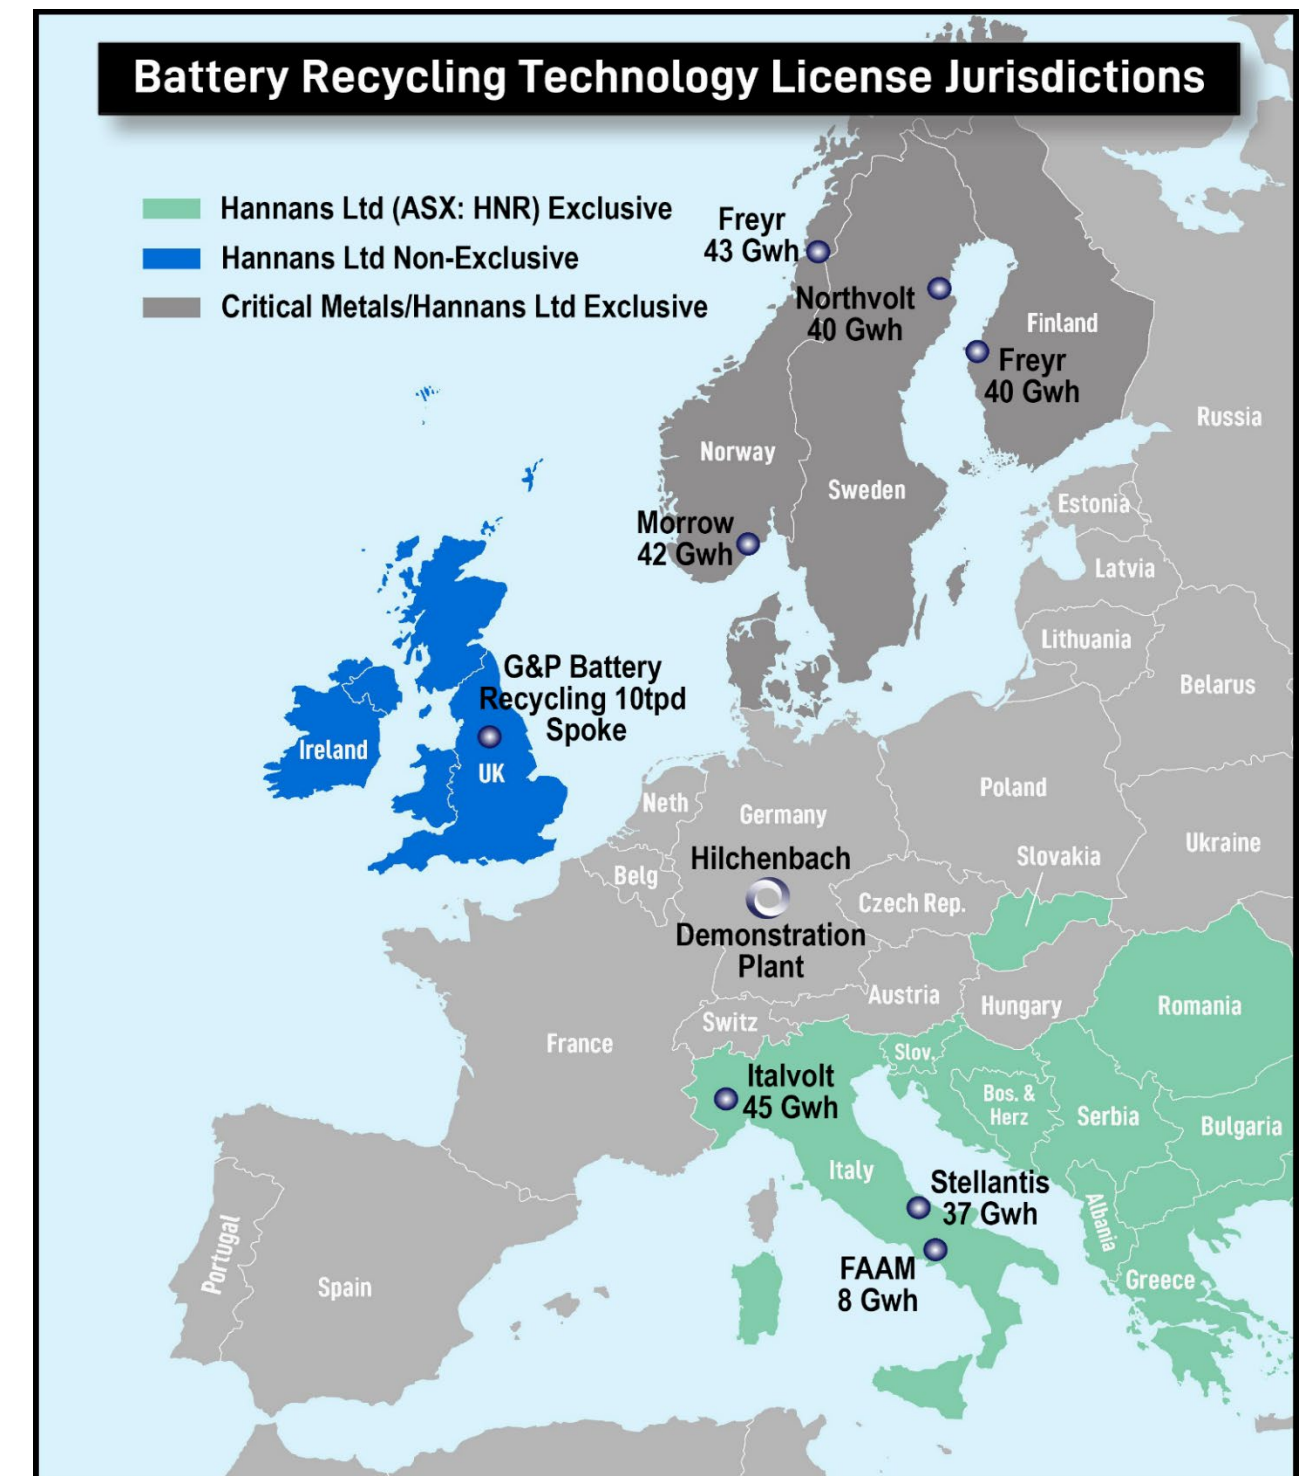 Battery Recycling Technology License Jurisdictions
Hannans Ltd (ASX: HNR) Exclusive
Hannans Ltd Non-Exclusive
Critical Metals/Hannans Ltd Exclusive
Freyr
43 Gwh
Northvolt
40 Gwh
Finland
Freyr
40 Gwh
Russia
Norway
Sweden
Estonia
Morrow
42 Gwh
Latvia
Lithuania
G&P Battery
Recycling 10tpd
Spoke
Belarus
Ireland
UK
Neth
Germany
Poland
Ukraine
Slovakia
Hilchenbach
Belg
Czech Rep.
Demonstration
Plant
Austria
Hungary
Romania
Switz
France
Slov.
Italvolt
45 Gwh
Bos. &
Herz
Serbia
Bulgaria
Italy
Stellantis
37 Gwh
Albania
Portugal
Spain
FAAM
8 Gwh
Greece